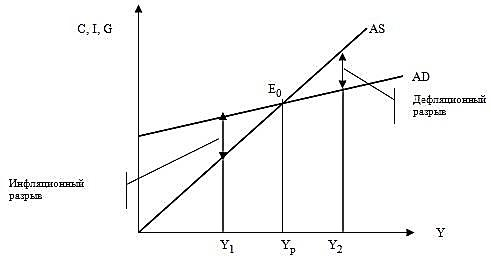 C, I, G
AS
E0
AD
Дефляционный
разрыв
Инфляционный
разрыв
Y1
Yp
Y2
Y